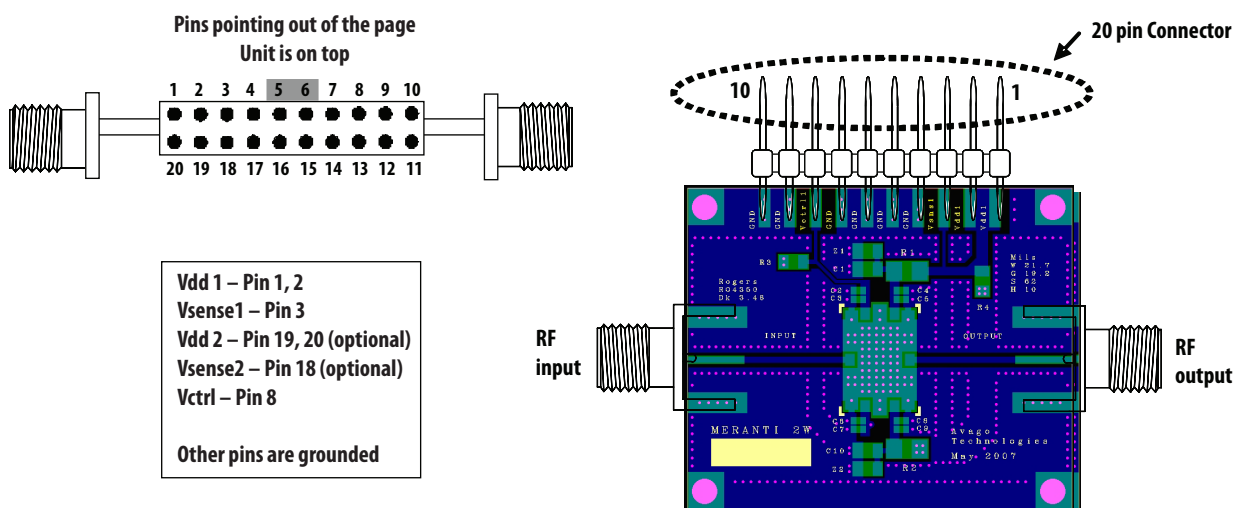 Pins pointing out of the page
Unit is on top
1 2 3 4 5 6 7 8 9 10
20 19 18 17 16 15 14 13 12 11
Vdd 1 – Pin 1, 2
Vsense1 – Pin 3
Vdd 2 – Pin 19, 20 (optional)
Vsense2 – Pin 18 (optional)
Vctrl – Pin 8
Other pins are grounded
20 pin Connector
10
1
GND
GND
Vctrl1
GND
GND
GND
GND
Vsns1
Vdd1
Vdd1
Z1
R1
R3
C1
Mils
W 21.7
G 19.2
S 62
H 10
Rogers
RO4350
Dk 3.48
C2
C3
C4
C5
R4
INPUT
OUTPUT
RF
input
RF
output
C6
C7
C8
C9
MERANTI 2W
Avago
Technologies
May 2007
C10
Z2
R2